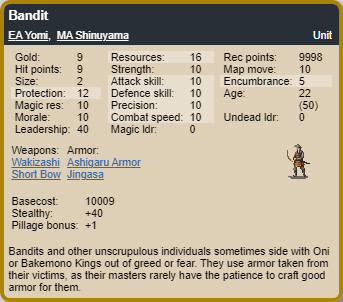 Bandit
EA Yomi, MA Shinuyama Unit
Gold: 9 Resources: 16 Rec points: 9998
Hit points: 9 Strength: 10 Map move: 10
Size: 2 Attack skill: 10 Encumbrance: 5
Protection: 12 Defence skill: 10 Age: 22
Magic res: 10 Precision: 10 (50)
Morale: 10 Combat speed: 10 Undead ldr: 0
Leadership: 40 Magic ldr: 0
Weapons: Armor:
Wakizashi Ashigaru Armor
Short Bow Jingasa
Basecost: 10009
Stealthy: +40
Pillage bonus: +1
Bandits and other unscrupulous individuals sometimes side with Oni
or Bakemono Kings out of greed or fear. They use armor taken from
their victims, as their masters rarely have the patience to craft good
armor for them.